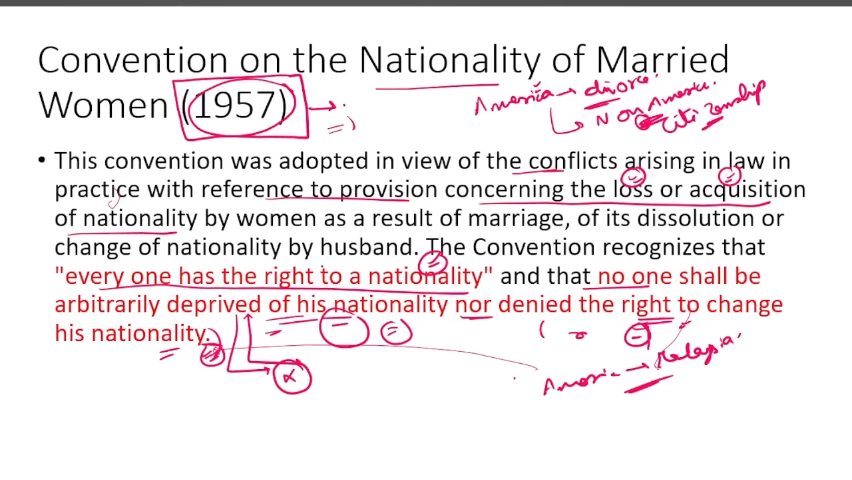 Convention on the Nationality of Married
Women (1957)
America → divorce.
Non America.
Citizenship
• This convention was adopted in view of the conflicts arising in law in
practice with reference to provision concerning the loss or acquisition
of nationality by women as a result of marriage, of its dissolution or
change of nationality by husband. The Convention recognizes that
"every one has the right to a nationality" and that no one shall be
arbitrarily deprived of his nationality nor denied the right to change
his nationality.